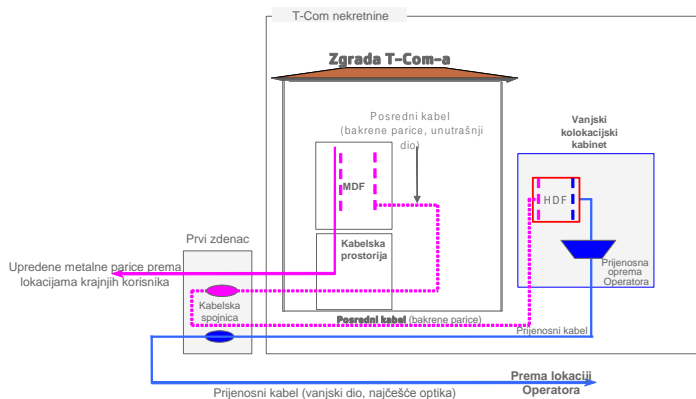 T-Com nekretnine
Zgrada T-Com-a
Posredni kabel
(bakrene parice, unutrašnji
dio)
Vanjski
kolokacijski
kabinet
MDF
HDF
Prvi zdenac
Kabelska
prostorija
Upredene metalne parice prema
lokacijama krajnjih korisnika
Kabelska
spojnica
Prijenosna
oprema
Operatora
Posredni kabel (bakrene parice)
Prijenosni kabel
Prema lokaciji
Operatora
Prijenosni kabel (vanjski dio, najčešće optika)